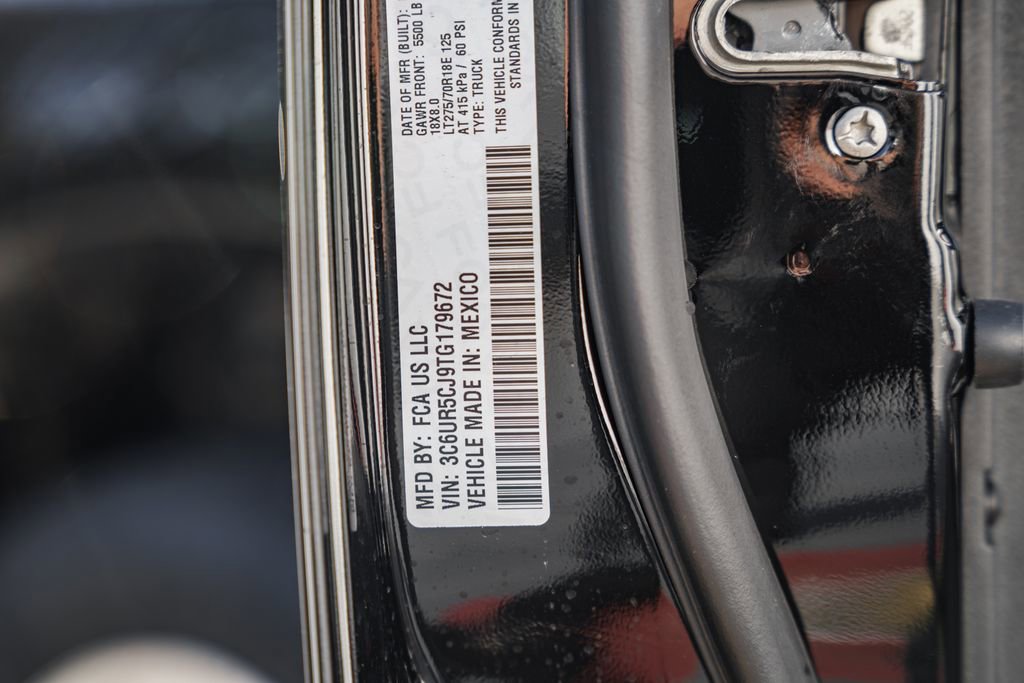 DATE OF MFR (BUILT):
GAWR FRONT: 5500 LB
18X8.0
LT275/70R18E 125
AT 415 kPa / 60 PSI
TYPE: TRUCK
THIS VEHICLE CONFORM
STANDARDS IN
MFD BY: FCA US LLC
VIN: 3C6UR5CJ9TG179672
VEHICLE MADE IN: MEXICO